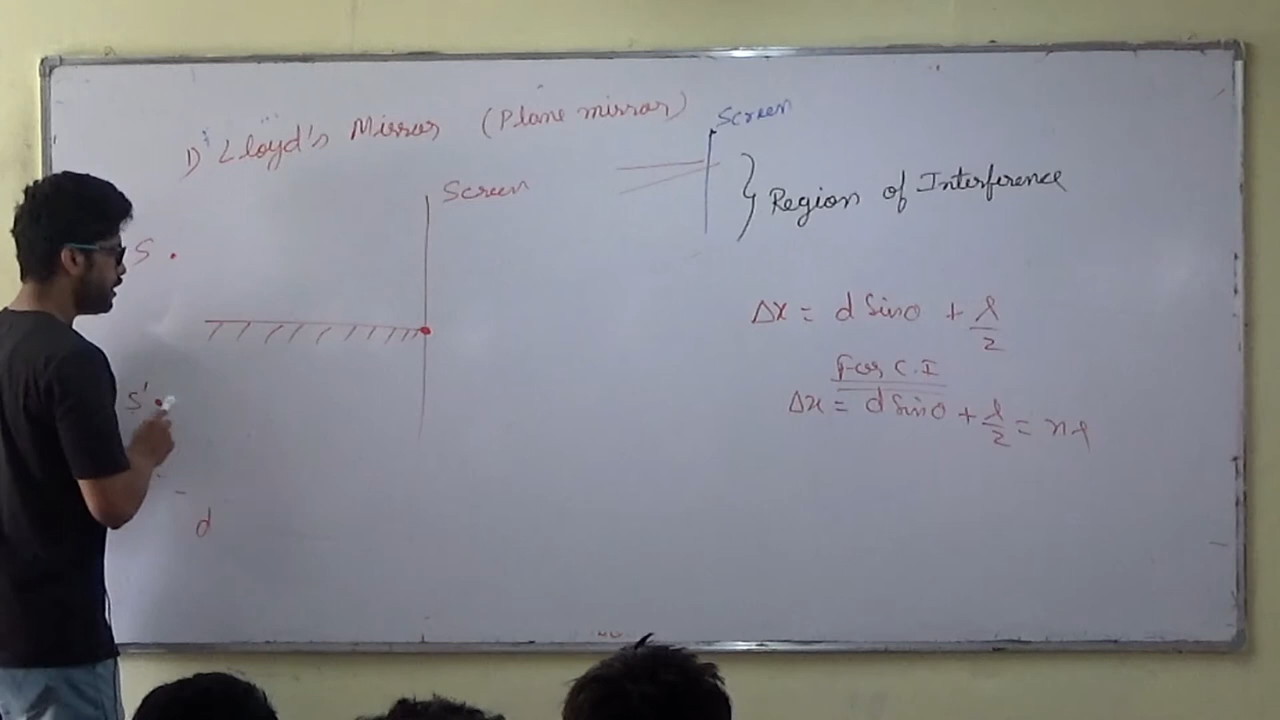 1) Lloyd's Mirror (Plane mirror)
Screen
Screen
Region of Interference
S
S'
d
Δx = d Sinθ + λ/2
For C.I
Δx = d Sinθ + λ/2 = nλ